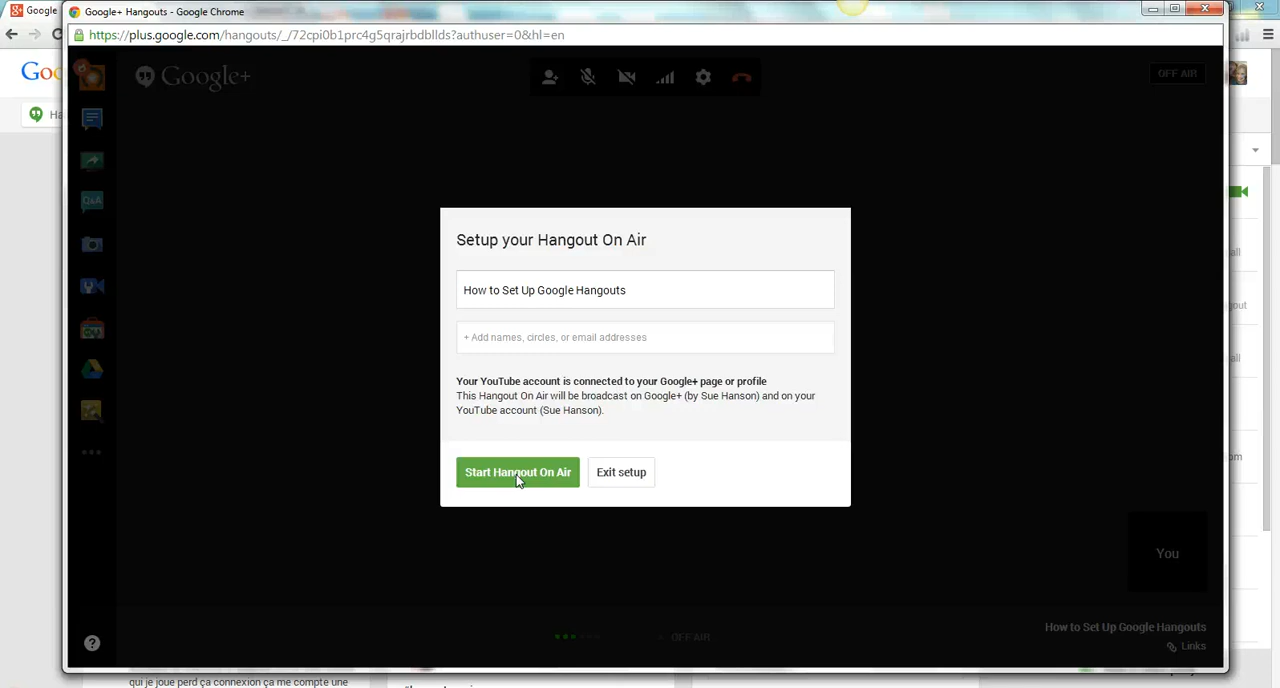 Google
Google+ Hangouts - Google Chrome
https://plus.google.com/hangouts/_/72cpi0b1prc4g5qrajrbdbllds?authuser=0&hl=en
Goo
Google+
OFF AIR
Ha
Q&A
Setup your Hangout On Air
How to Set Up Google Hangouts
+ Add names, circles, or email addresses
Your YouTube account is connected to your Google+ page or profile
This Hangout On Air will be broadcast on Google+ (by Sue Hanson) and on your
YouTube account (Sue Hanson).
Start Hangout On Air
Exit setup
You
OFF AIR
How to Set Up Google Hangouts
Links
qui je joue perd ça connexion ça me compte une